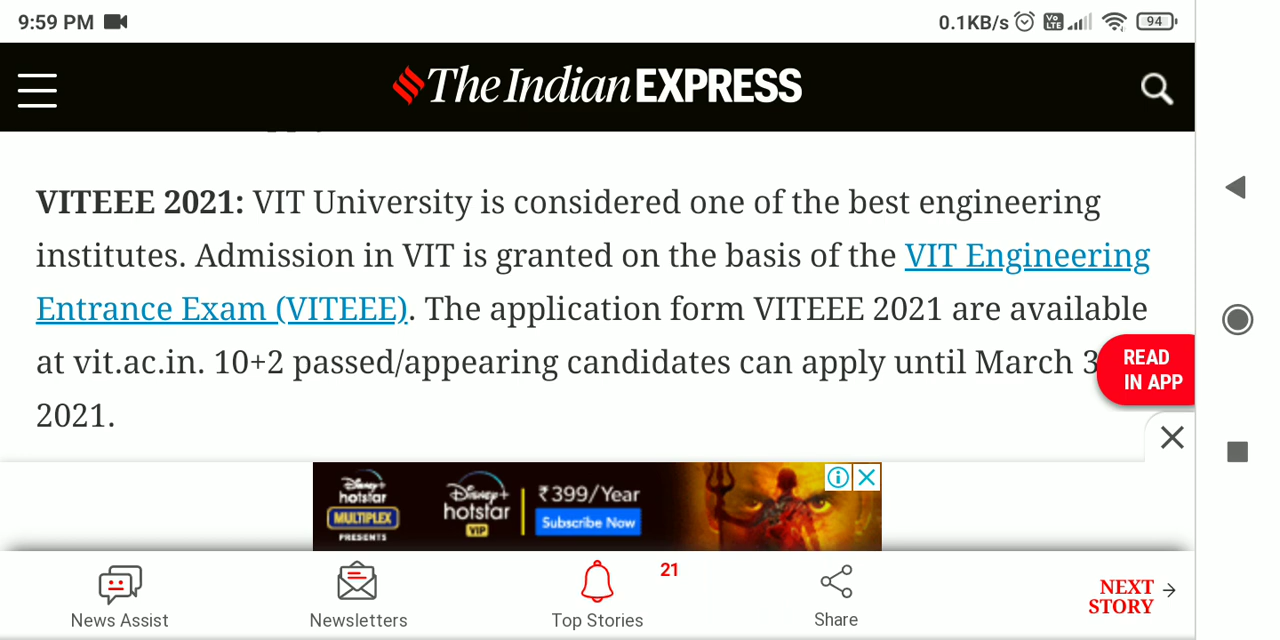 9:59 PM
0.1KB/s
Vo
LTE
94
The Indian EXPRESS
VITEEE 2021: VIT University is considered one of the best engineering
institutes. Admission in VIT is granted on the basis of the VIT Engineering
Entrance Exam (VITEEE). The application form VITEEE 2021 are available
at vit.ac.in. 10+2 passed/appearing candidates can apply until March 3
2021.
READ
IN APP
Disney+
hotstar
MULTIPLEX
PRESENTS
Disney+
hotstar
VIP
₹399/Year
Subscribe Now
News Assist
Newsletters
21
Top Stories
Share
NEXT
STORY